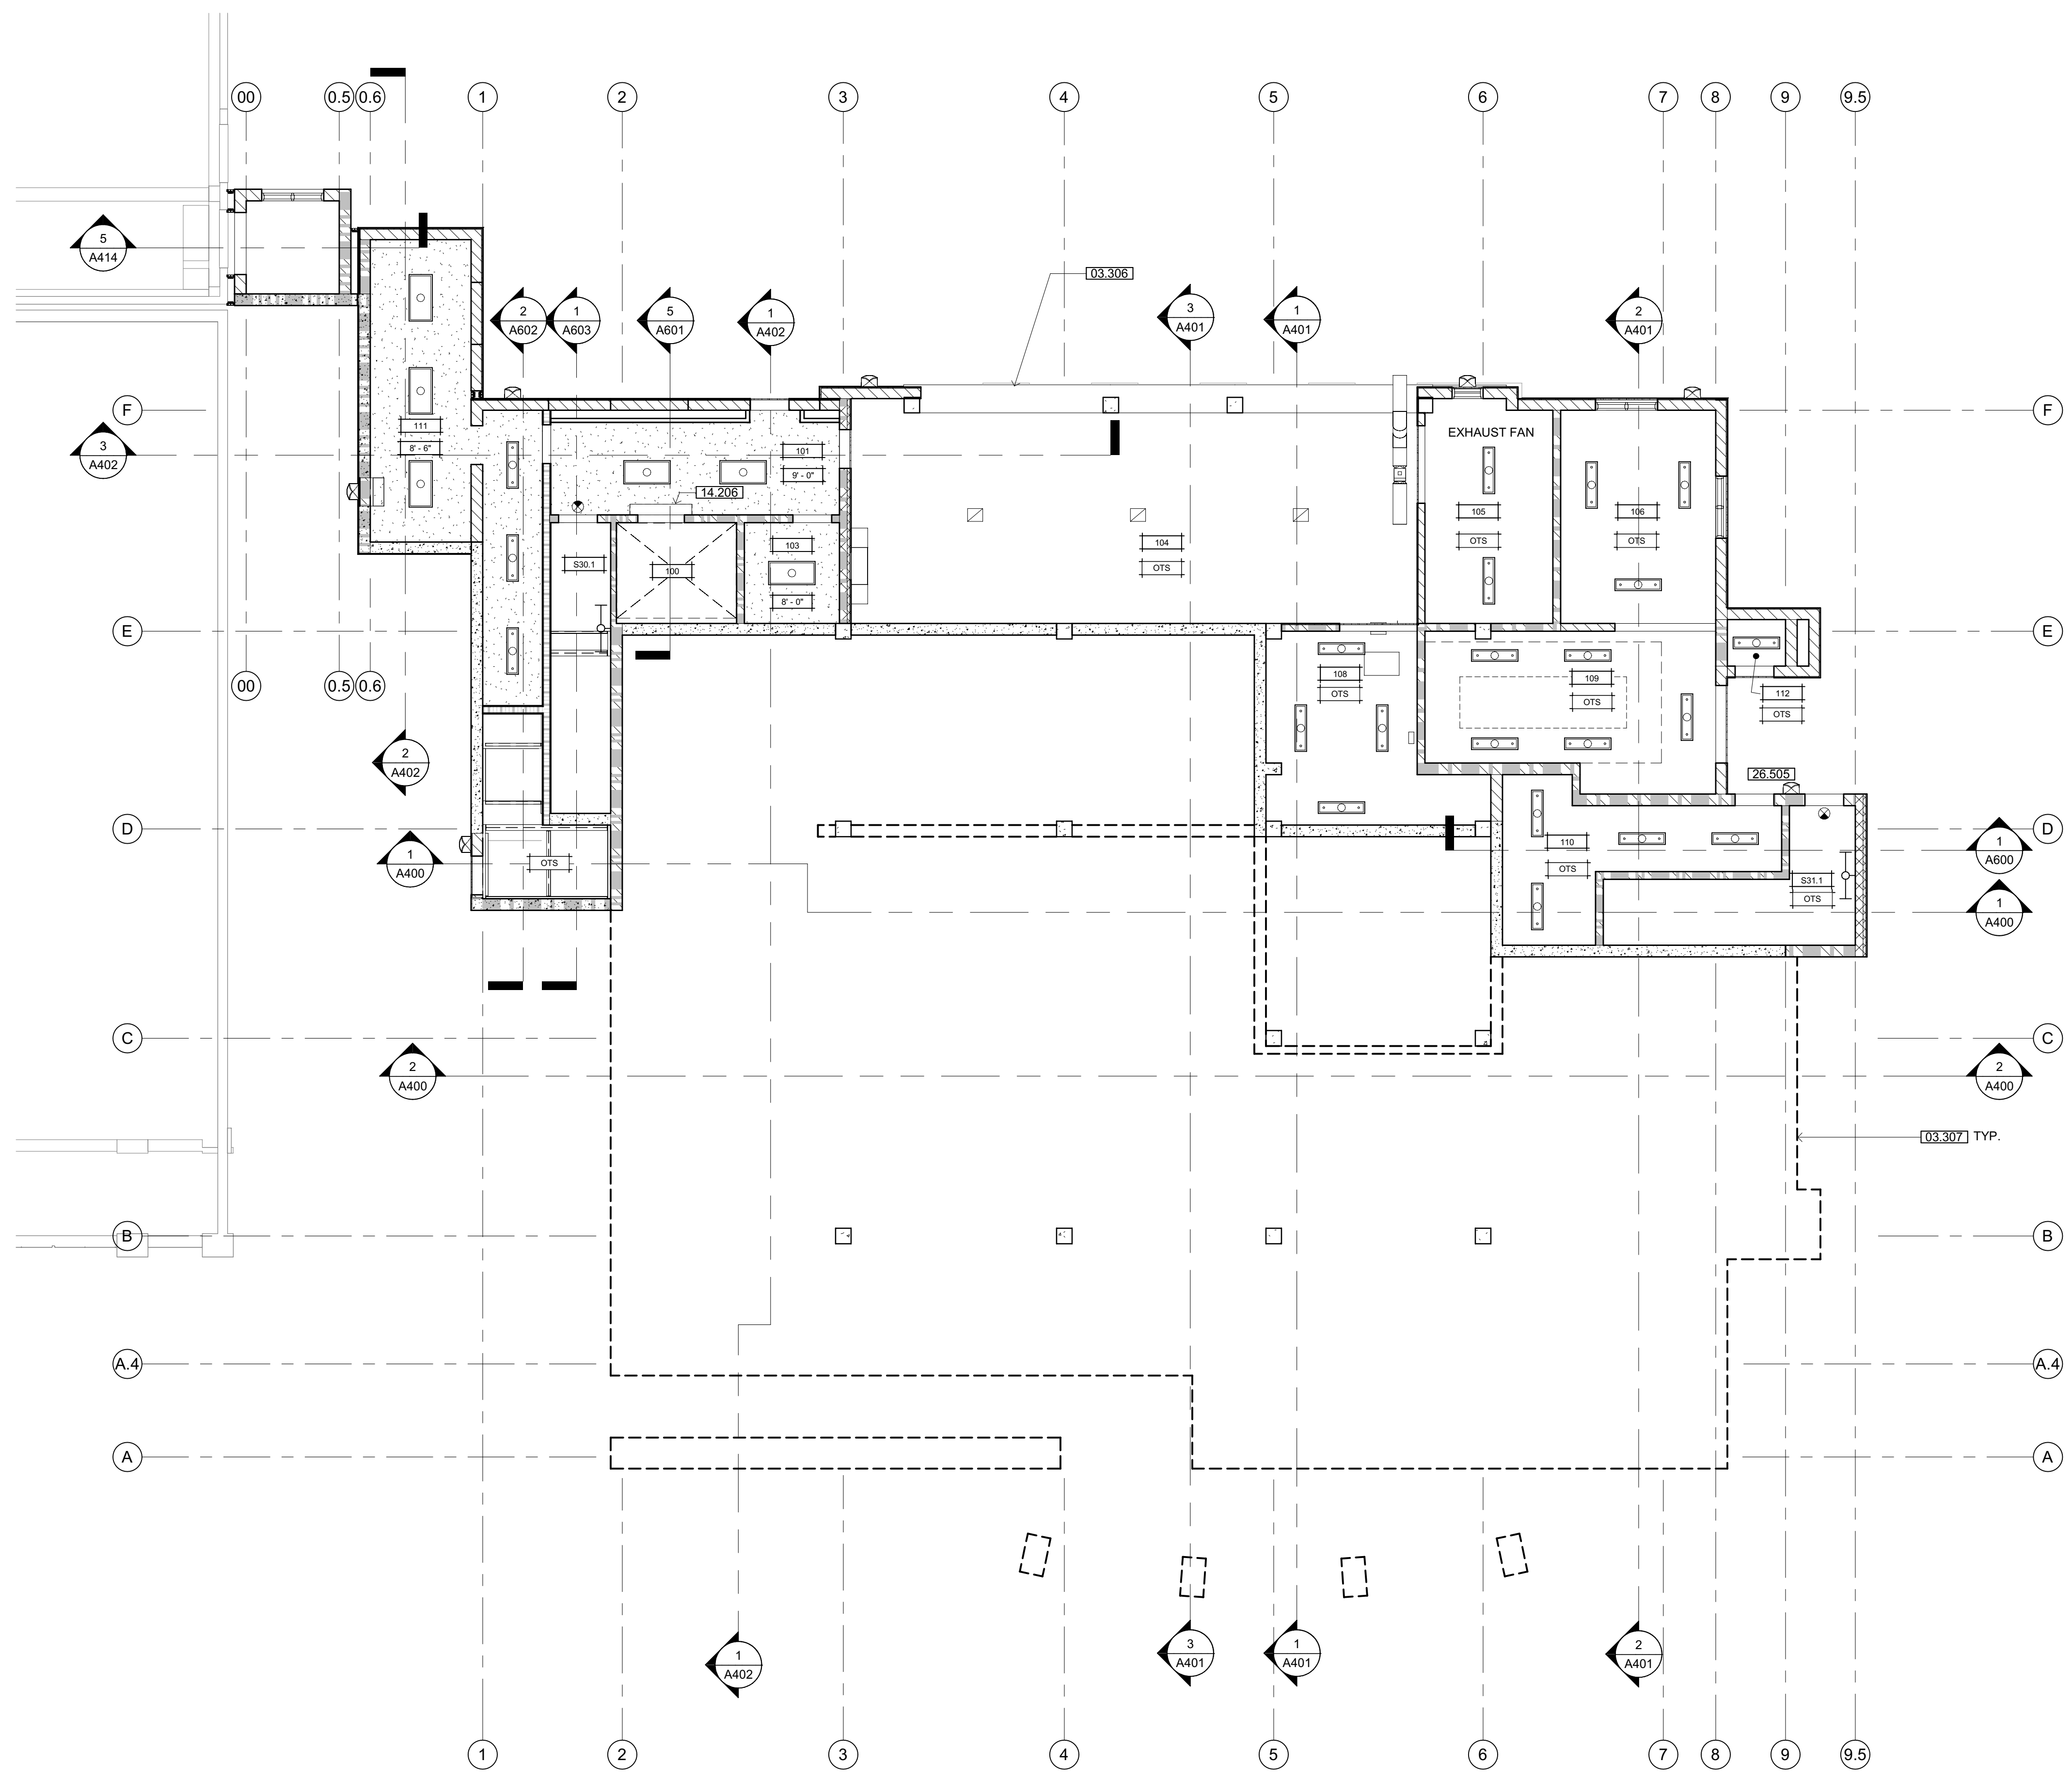 00
0.5
0.6
1
2
3
4
5
6
7
8
9
9.5
5
A414
03.306
2
A602
1
A603
5
A601
1
A402
3
A401
1
A401
2
A401
F
F
111
8' - 6"
3
A402
101
9' - 0"
EXHAUST FAN
14.206
105
OTS
106
OTS
103
104
OTS
S30.1
100
8' - 0"
E
E
00
0.5
0.6
108
OTS
109
OTS
112
OTS
2
A402
26.505
D
D
1
A400
OTS
110
OTS
1
A600
S31.1
OTS
1
A400
C
C
2
A400
2
A400
03.307 TYP.
B
B
A.4
A.4
A
A
1
A402
3
A401
1
A401
2
A401
1
2
3
4
5
6
7
8
9
9.5